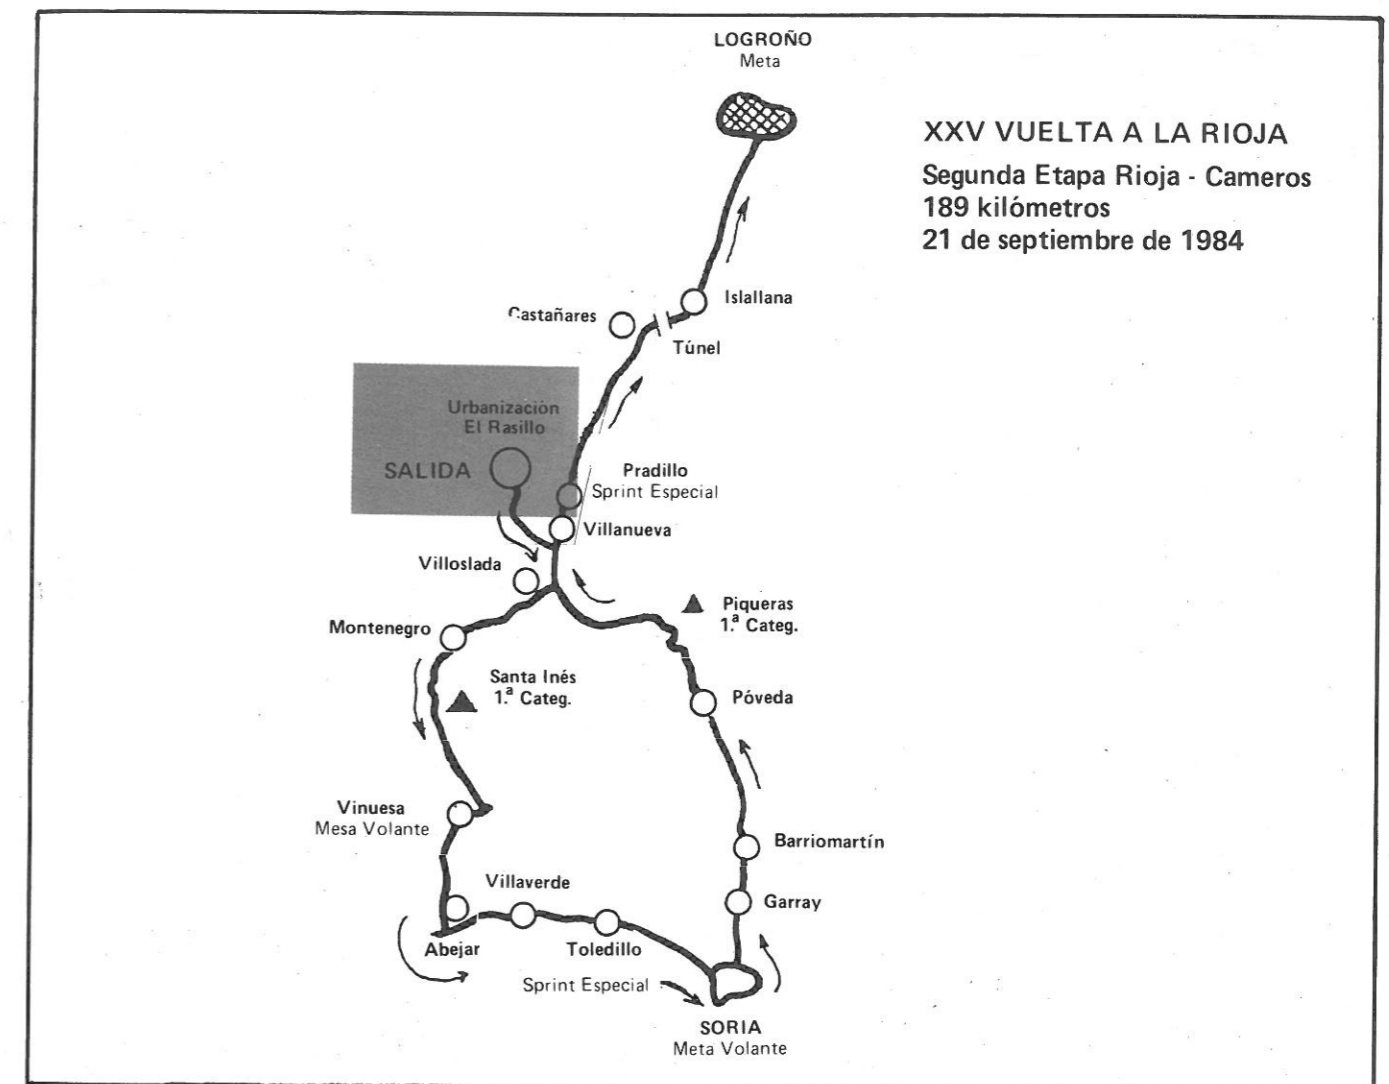 LOGROÑO
Meta
XXV VUELTA A LA RIOJA
Segunda Etapa Rioja - Cameros
189 kilómetros
21 de septiembre de 1984
Islallana
Castañares
Túnel
Urbanización
El Rasillo
SALIDA
Pradillo
Sprint Especial
Villanueva
Villoslada
Piqueras
1.ª Categ.
Montenegro
Santa Inés
1.ª Categ.
Póveda
Vinuesa
Mesa Volante
Barriomartín
Villaverde
Garray
Abejar
Toledillo
Sprint Especial
SORIA
Meta Volante